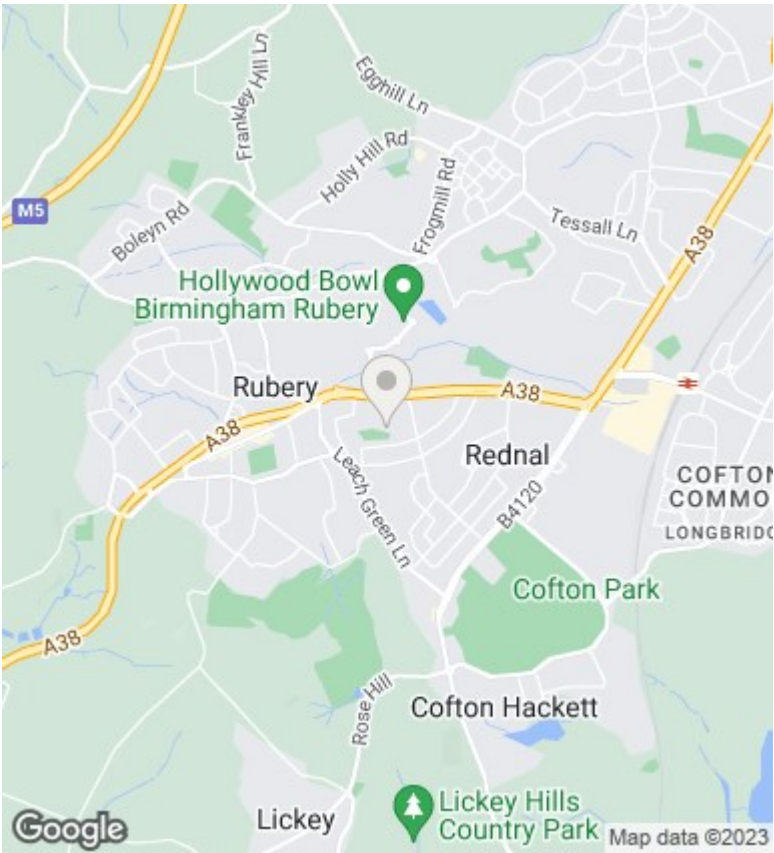 Frankley Hill Ln
Egghill Ln
Holly Hill Rd
Frogmill Rd
M5
Boleyn Rd
Tessall Ln
A38
Hollywood Bowl
Birmingham Rubery
Rubery
A38
A38
Rednal
Leach Green Ln
B4120
COFTON
COMMO
LONGBRIDG
Cofton Park
A38
Rose Hill
Cofton Hackett
Lickey
Lickey Hills
Country Park
Google
Map data ©2023